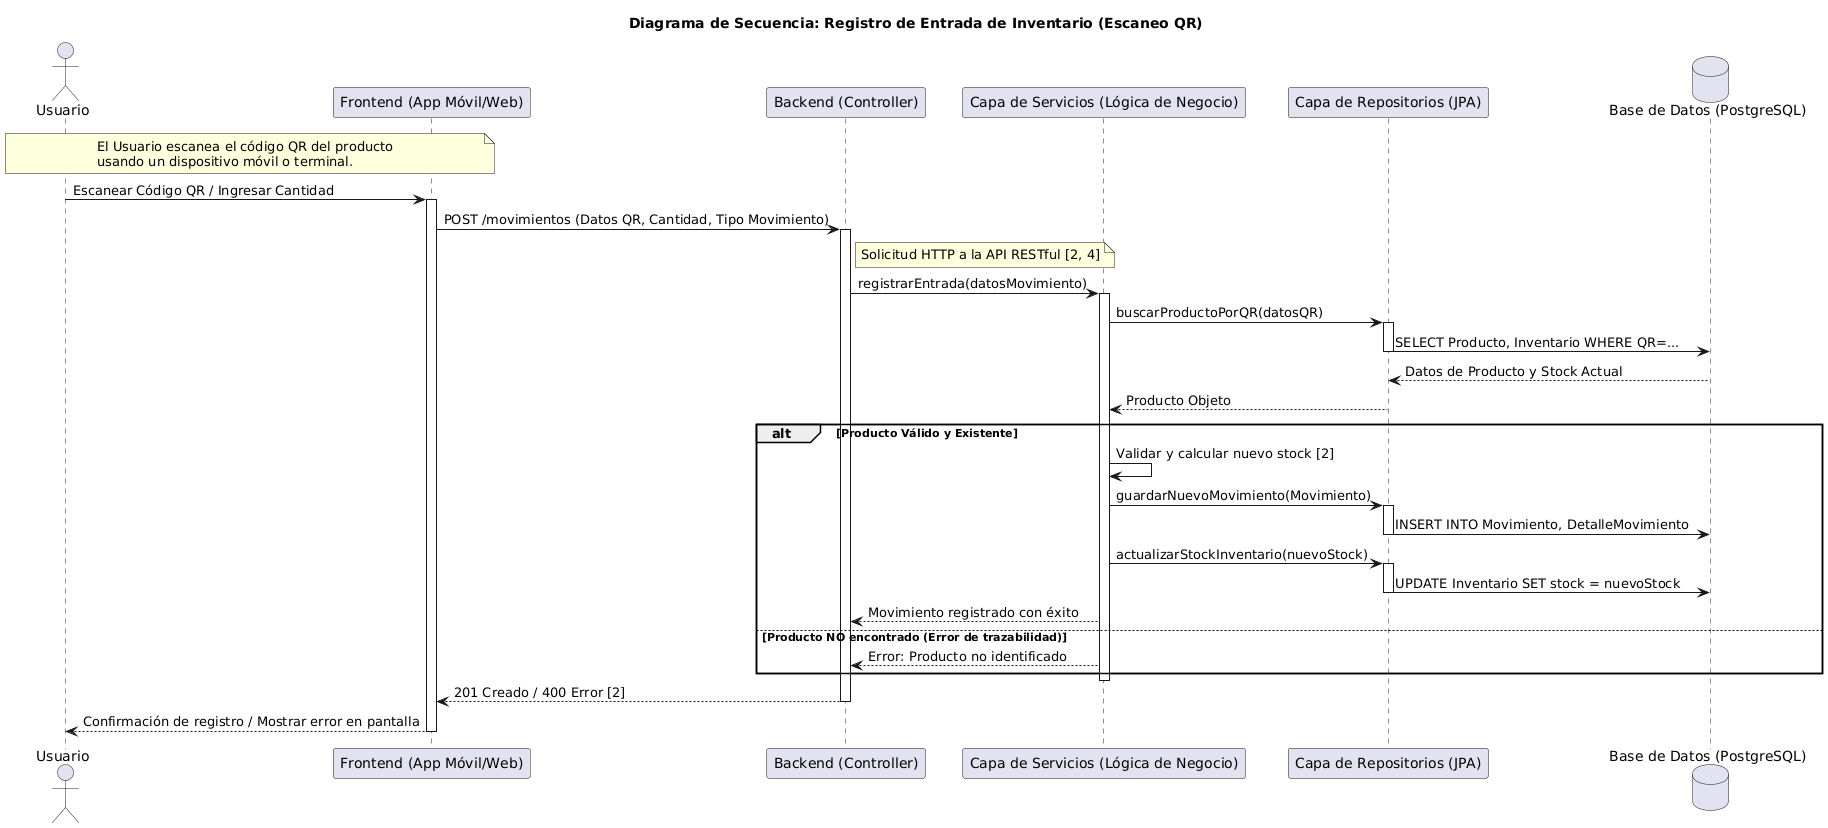 Diagrama de Secuencia: Registro de Entrada de Inventario (Escaneo QR)
Usuario
Frontend (App Móvil/Web)
Backend (Controller)
Capa de Servicios (Lógica de Negocio)
Capa de Repositorios (JPA)
Base de Datos (PostgreSQL)
El Usuario escanea el código QR del producto
usando un dispositivo móvil o terminal.
Escanear Código QR / Ingresar Cantidad
POST /movimientos (Datos QR, Cantidad, Tipo Movimiento)
Solicitud HTTP a la API RESTful [2, 4]
registrarEntrada(datosMovimiento)
buscarProductoPorQR(datosQR)
SELECT Producto, Inventario WHERE QR=...
Datos de Producto y Stock Actual
Producto Objeto
alt
[Producto Válido y Existente]
Validar y calcular nuevo stock [2]
guardarNuevoMovimiento(Movimiento)
INSERT INTO Movimiento, DetalleMovimiento
actualizarStockInventario(nuevoStock)
UPDATE Inventario SET stock = nuevoStock
Movimiento registrado con éxito
[Producto NO encontrado (Error de trazabilidad)]
Error: Producto no identificado
201 Creado / 400 Error [2]
Confirmación de registro / Mostrar error en pantalla
Usuario
Frontend (App Móvil/Web)
Backend (Controller)
Capa de Servicios (Lógica de Negocio)
Capa de Repositorios (JPA)
Base de Datos (PostgreSQL)